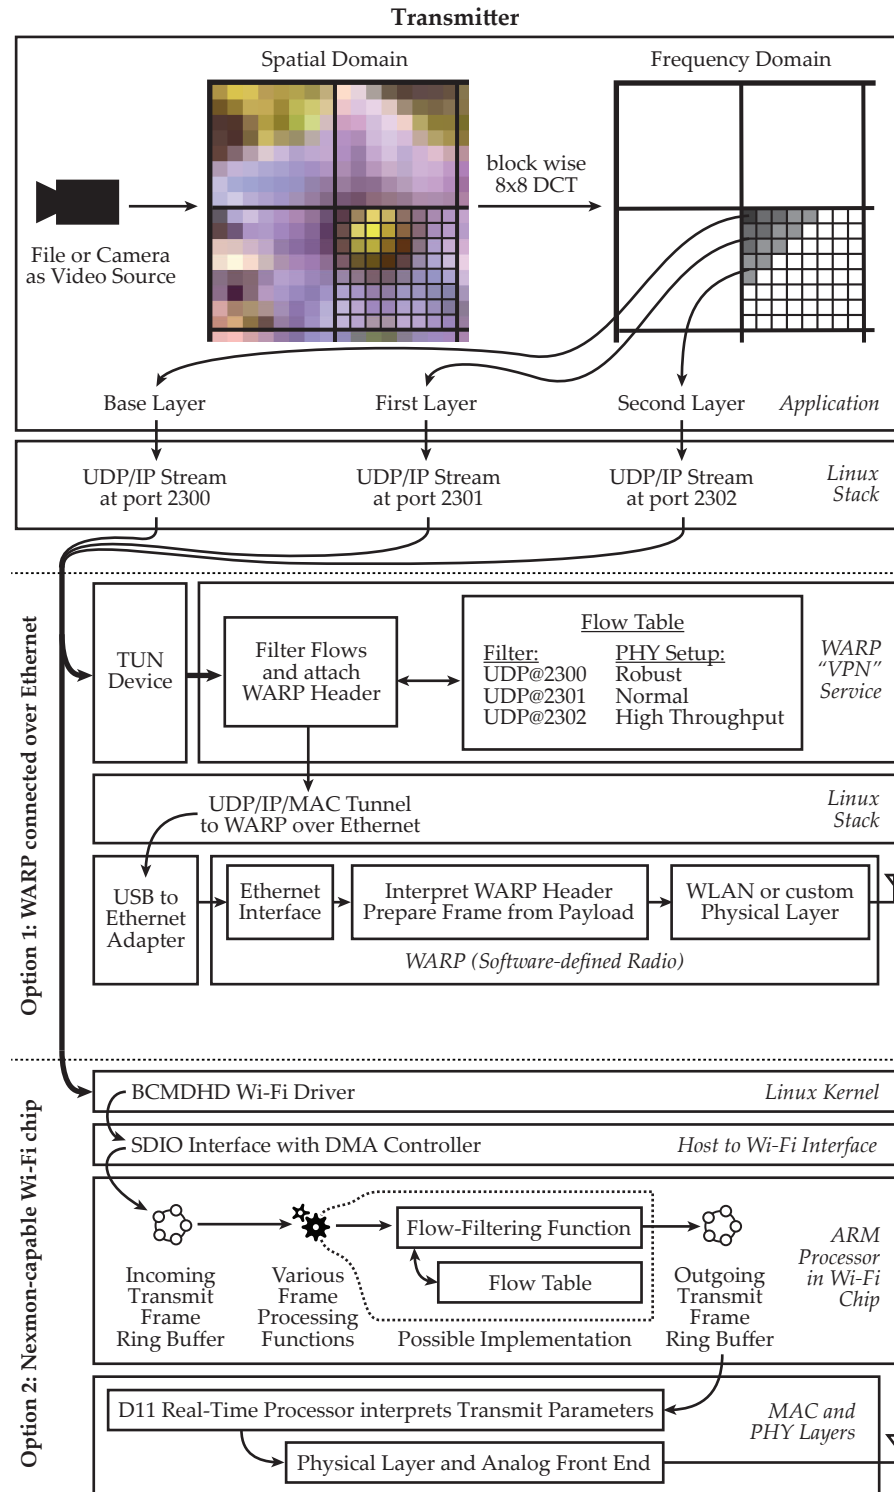 Transmitter
Spatial Domain
Frequency Domain
block wise
8x8 DCT
File or Camera
as Video Source
Base Layer
First Layer
Second Layer
Application
UDP/IP Stream
at port 2300
UDP/IP Stream
at port 2301
UDP/IP Stream
at port 2302
Linux
Stack
Option 1: WARP connected over Ethernet
TUN
Device
Filter Flows
and attach
WARP Header
Flow Table
Filter: PHY Setup:
UDP@2300 Robust
UDP@2301 Normal
UDP@2302 High Throughput
WARP
“VPN”
Service
UDP/IP/MAC Tunnel
to WARP over Ethernet
Linux
Stack
USB to
Ethernet
Adapter
Ethernet
Interface
Interpret WARP Header
Prepare Frame from Payload
WLAN or custom
Physical Layer
WARP (Software-defined Radio)
Option 2: Nexmon-capable Wi-Fi chip
BCMDHD Wi-Fi Driver
Linux Kernel
SDIO Interface with DMA Controller
Host to Wi-Fi Interface
Incoming
Transmit
Frame
Ring Buffer
Various
Frame
Processing
Functions
Flow-Filtering Function
Flow Table
Possible Implementation
Outgoing
Transmit
Frame
Ring Buffer
ARM
Processor
in Wi-Fi
Chip
D11 Real-Time Processor interprets Transmit Parameters
MAC and
PHY Layers
Physical Layer and Analog Front End